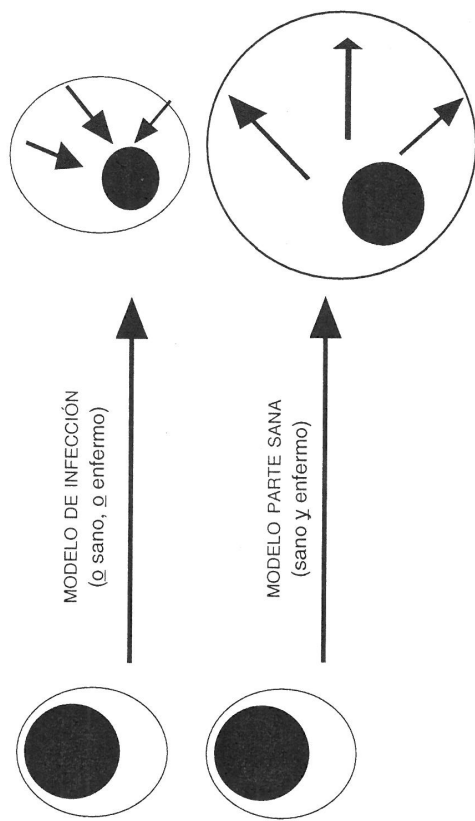 MODELO DE INFECCIÓN
(o sano, o enfermo)
MODELO PARTE SANA
(sano y enfermo)